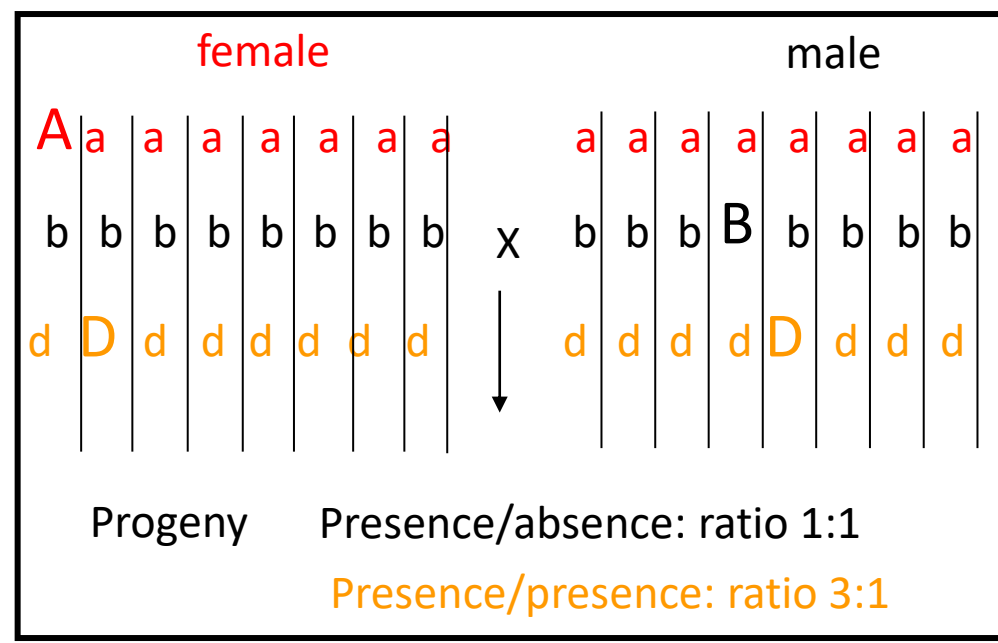 female male
A a a a a a a a a a a a a a a a
b b b b b b b b X b b b B b b b b
d D d d d d d d d d d d D d d d
Progeny Presence/absence: ratio 1:1
Presence/presence: ratio 3:1